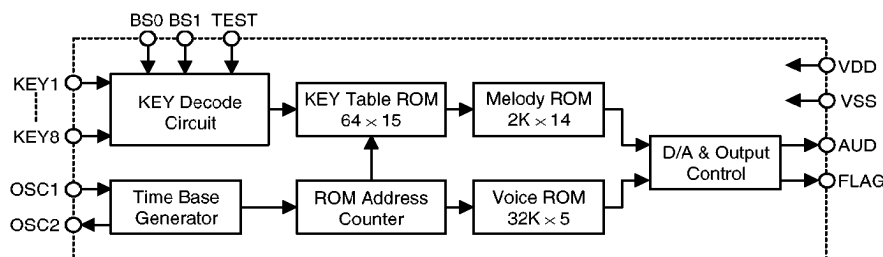 BS0 BS1 TEST
KEY1
KEY8
OSC1
OSC2
KEY Decode
Circuit
KEY Table ROM
64 × 15
Melody ROM
2K × 14
Time Base
Generator
ROM Address
Counter
Voice ROM
32K × 5
D/A & Output
Control
VDD
VSS
AUD
FLAG